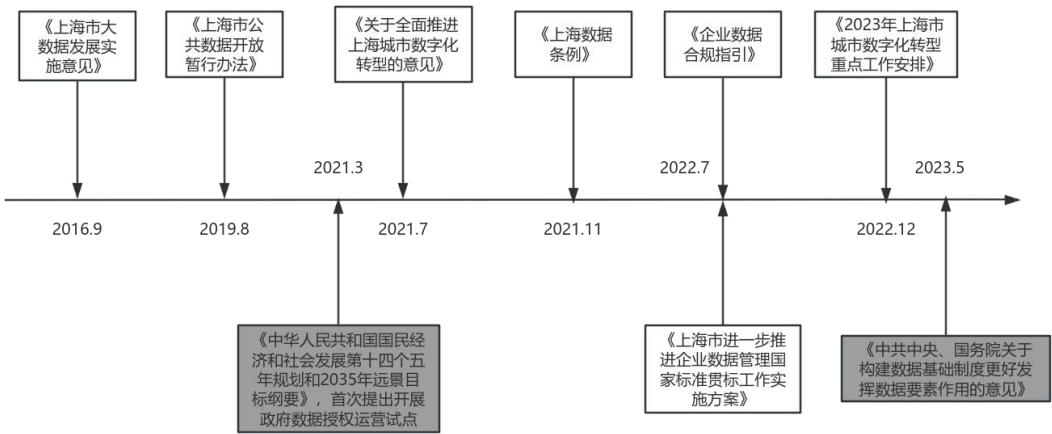 《上海市大
数据发展实
施意见》
《上海市公
共数据开放
暂行办法》
《关于全面推进
上海城市数字化
转型的意见》
《上海数据
条例》
《企业数据
合规指引》
《2023年上海市
城市数字化转型
重点工作安排》
2021.3
2022.7
2023.5
2016.9
2019.8
2021.7
2021.11
2022.12
《中华人民共和国国民经
济和社会发展第十四个五
年规划和2035年远景目
标纲要》，首次提出开展
政府数据授权运营试点
《上海市进一步推
进企业数据管理国
家标准贯标工作实
施方案》
《中共中央、国务院关于
构建数据基础制度更好发
挥数据要素作用的意见》